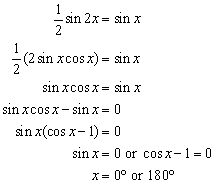 1/2 sin 2x = sin x
1/2 (2 sin x cos x) = sin x
sin x cos x = sin x
sin x cos x − sin x = 0
sin x(cos x − 1) = 0
sin x = 0 or cos x − 1 = 0
x = 0° or 180°